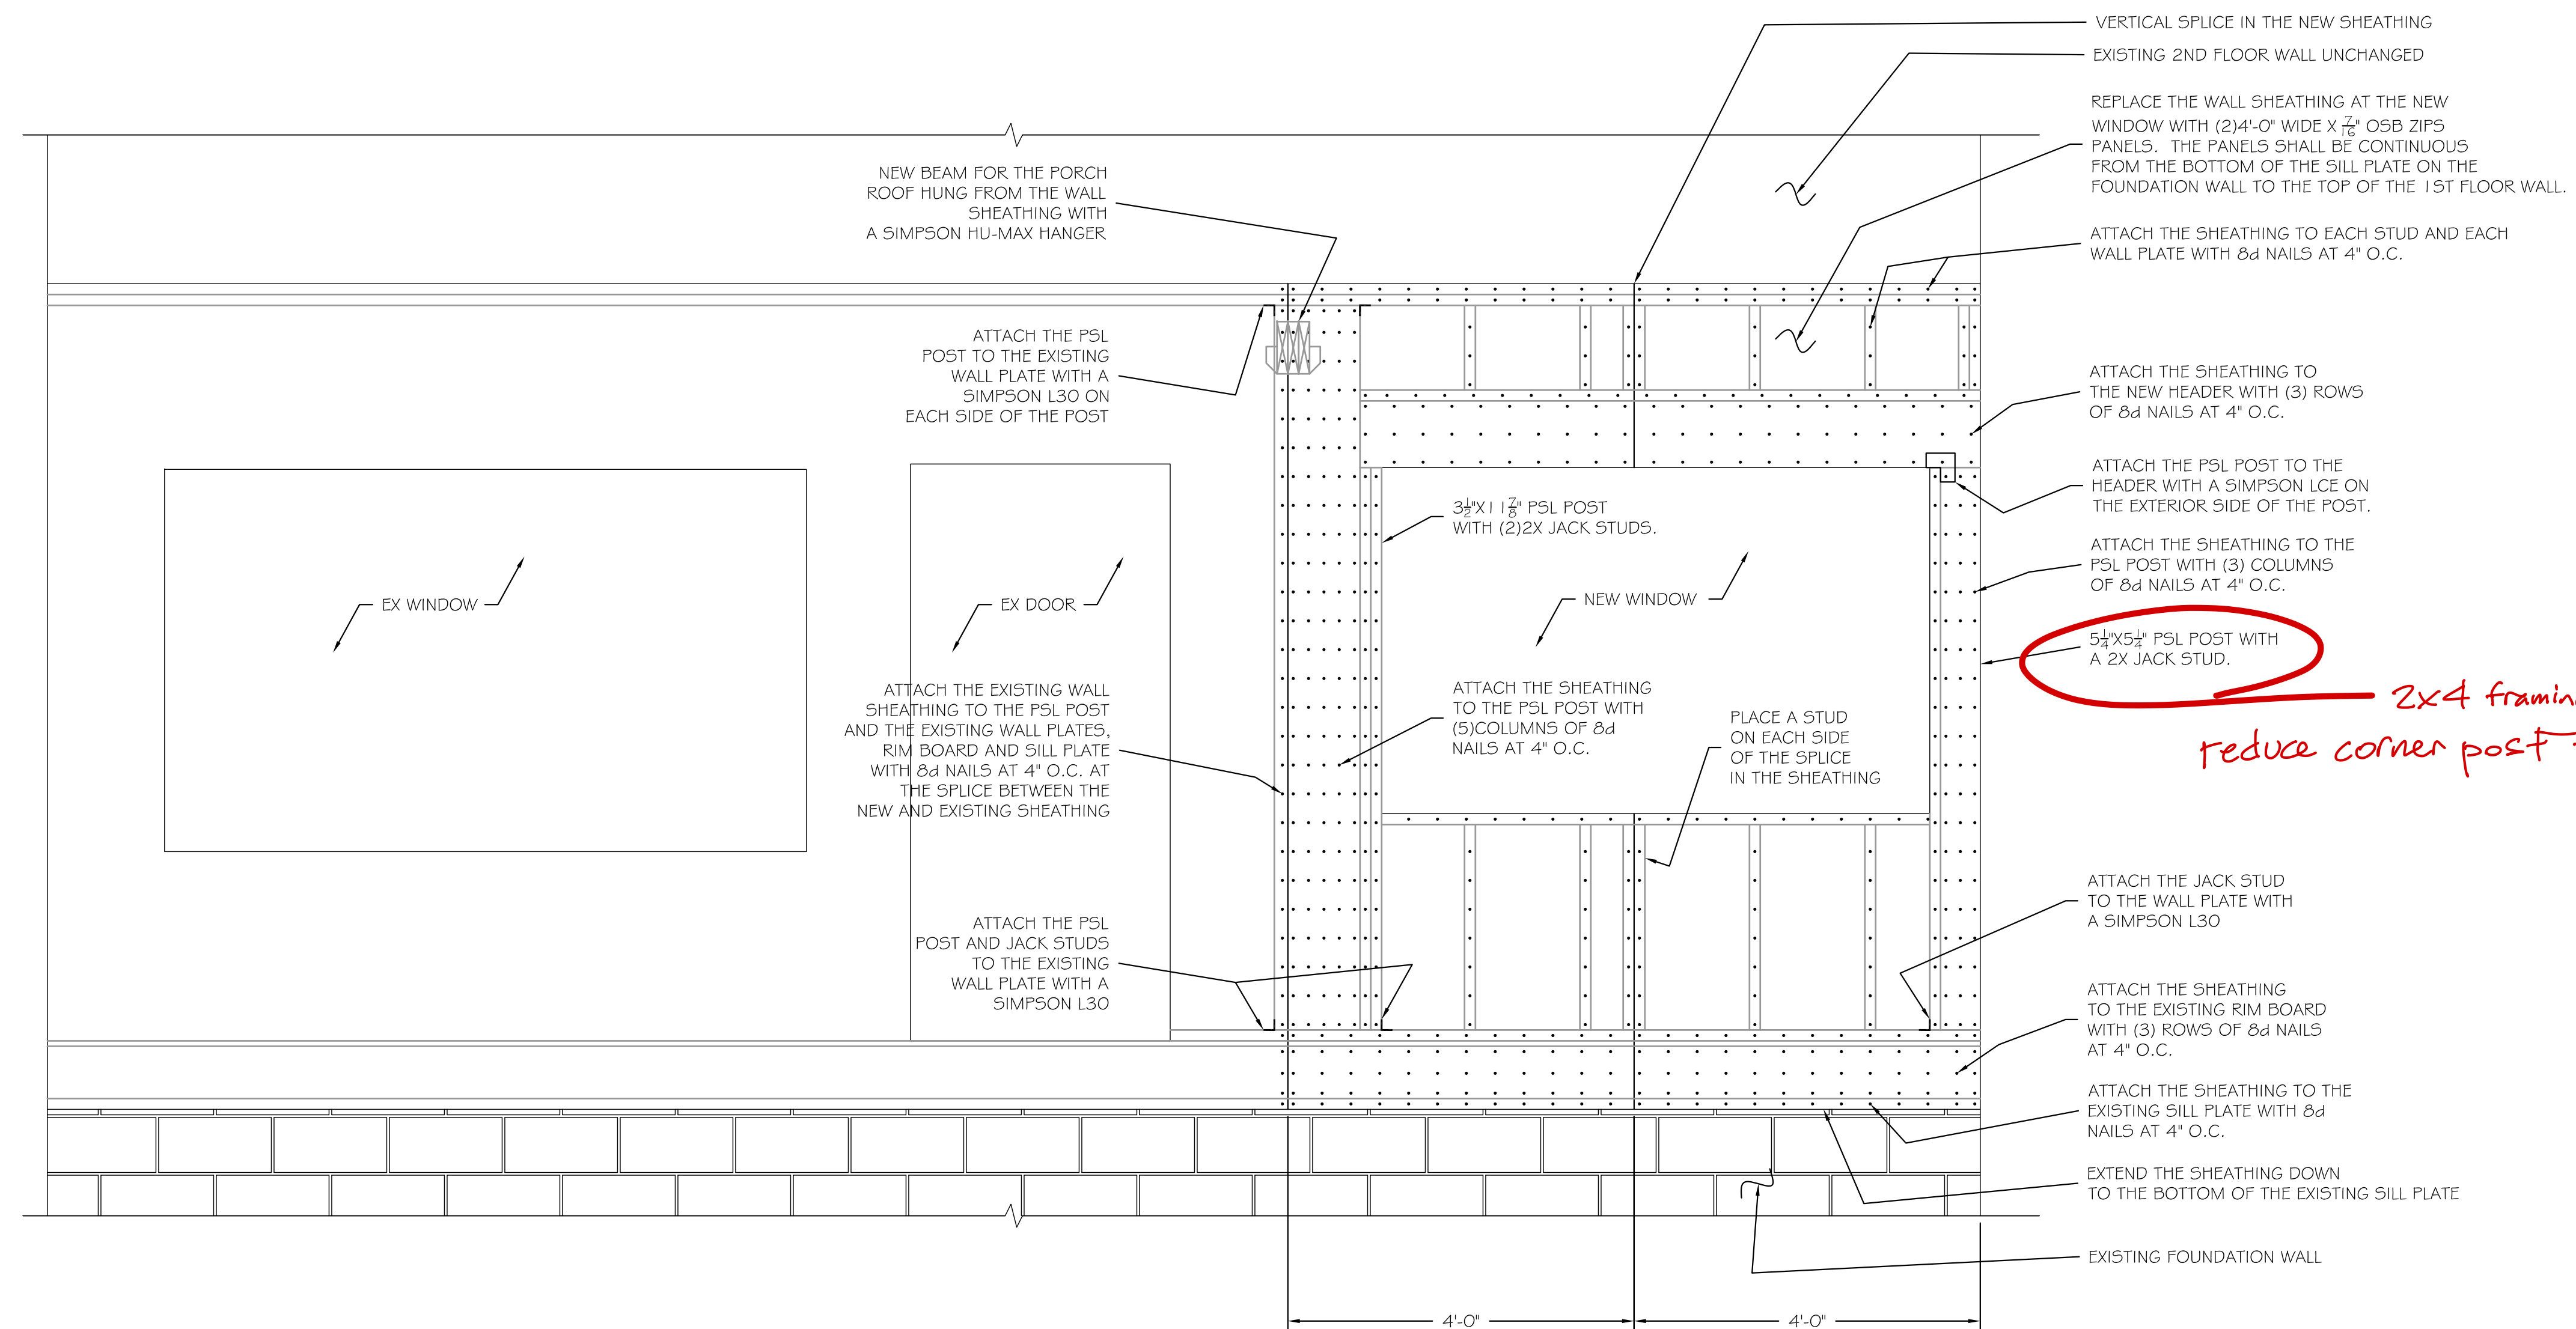 VERTICAL SPLICE IN THE NEW SHEATHING
EXISTING 2ND FLOOR WALL UNCHANGED
REPLACE THE WALL SHEATHING AT THE NEW
WINDOW WITH (2)4'-0" WIDE X 7/16" OSB ZIPS
PANELS. THE PANELS SHALL BE CONTINUOUS
FROM THE BOTTOM OF THE SILL PLATE ON THE
FOUNDATION WALL TO THE TOP OF THE 1ST FLOOR WALL.
NEW BEAM FOR THE PORCH
ROOF HUNG FROM THE WALL
SHEATHING WITH
A SIMPSON HU-MAX HANGER
ATTACH THE SHEATHING TO EACH STUD AND EACH
WALL PLATE WITH 8d NAILS AT 4" O.C.
ATTACH THE PSL
POST TO THE EXISTING
WALL PLATE WITH A
SIMPSON L30 ON
EACH SIDE OF THE POST
ATTACH THE SHEATHING TO
THE NEW HEADER WITH (3) ROWS
OF 8d NAILS AT 4" O.C.
ATTACH THE PSL POST TO THE
HEADER WITH A SIMPSON LCE ON
THE EXTERIOR SIDE OF THE POST.
3 1/2"X11 7/8" PSL POST
WITH (2)2X JACK STUDS.
ATTACH THE SHEATHING TO THE
PSL POST WITH (3) COLUMNS
OF 8d NAILS AT 4" O.C.
EX WINDOW
EX DOOR
NEW WINDOW
5 1/4"X5 1/4" PSL POST WITH
A 2X JACK STUD.
2x4 framin
reduce corner post
ATTACH THE EXISTING WALL
SHEATHING TO THE PSL POST
AND THE EXISTING WALL PLATES,
RIM BOARD AND SILL PLATE
WITH 8d NAILS AT 4" O.C. AT
THE SPLICE BETWEEN THE
NEW AND EXISTING SHEATHING
ATTACH THE SHEATHING
TO THE PSL POST WITH
(5)COLUMNS OF 8d
NAILS AT 4" O.C.
PLACE A STUD
ON EACH SIDE
OF THE SPLICE
IN THE SHEATHING
ATTACH THE JACK STUD
TO THE WALL PLATE WITH
A SIMPSON L30
ATTACH THE PSL
POST AND JACK STUDS
TO THE EXISTING
WALL PLATE WITH A
SIMPSON L30
ATTACH THE SHEATHING
TO THE EXISTING RIM BOARD
WITH (3) ROWS OF 8d NAILS
AT 4" O.C.
ATTACH THE SHEATHING TO THE
EXISTING SILL PLATE WITH 8d
NAILS AT 4" O.C.
EXTEND THE SHEATHING DOWN
TO THE BOTTOM OF THE EXISTING SILL PLATE
EXISTING FOUNDATION WALL
4'-0"
4'-0"